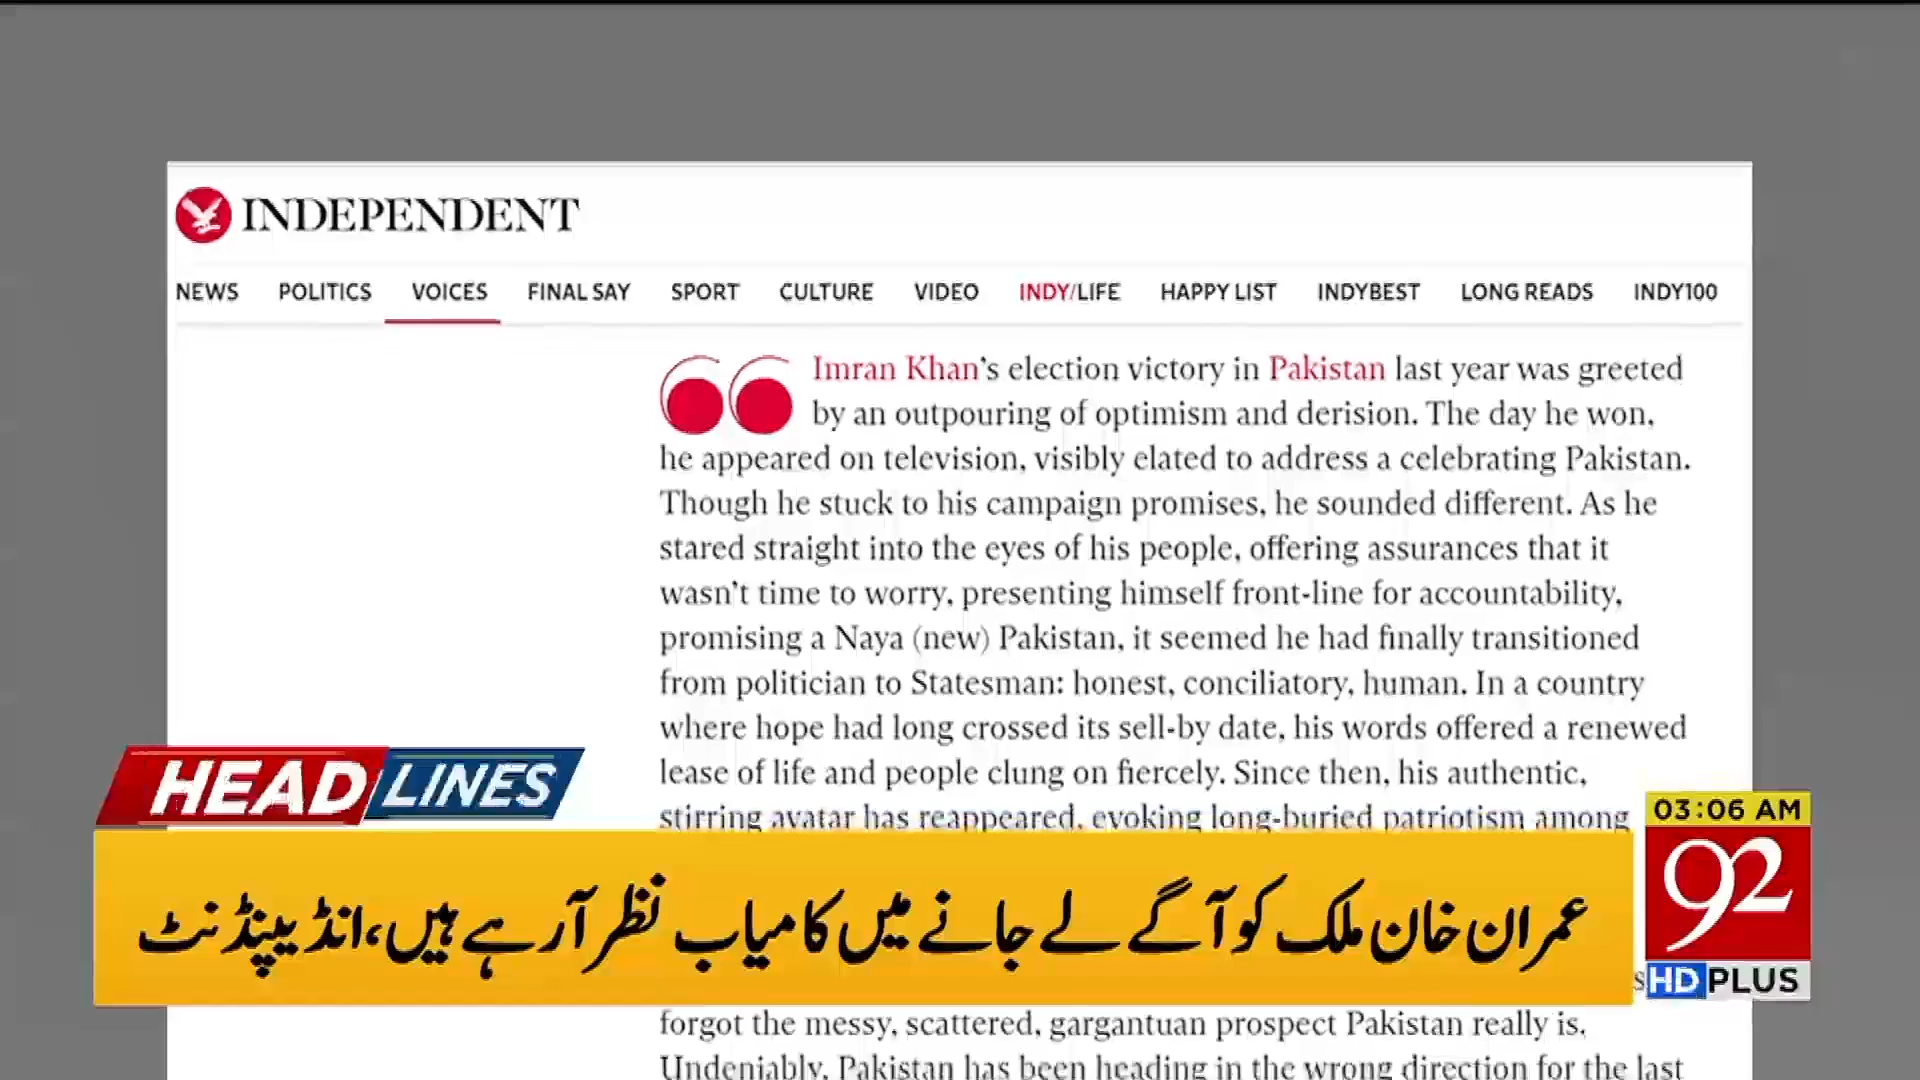 INDEPENDENT
NEWS POLITICS VOICES FINAL SAY SPORT CULTURE VIDEO INDY/LIFE HAPPY LIST INDYBEST LONG READS INDY100
Imran Khan’s election victory in Pakistan last year was greeted
by an outpouring of optimism and derision. The day he won,
he appeared on television, visibly elated to address a celebrating Pakistan.
Though he stuck to his campaign promises, he sounded different. As he
stared straight into the eyes of his people, offering assurances that it
wasn’t time to worry, presenting himself front-line for accountability,
promising a Naya (new) Pakistan, it seemed he had finally transitioned
from politician to Statesman: honest, conciliatory, human. In a country
where hope had long crossed its sell-by date, his words offered a renewed
lease of life and people clung on fiercely. Since then, his authentic,
stirring avatar has reappeared, evoking long-buried patriotism among
HEADLINES
03:06 AM
عمران خان ملک کو آگے لے جانے میں کامیاب نظر آرہے ہیں، انڈیپنڈنٹ
92
HD PLUS
forgot the messy, scattered, gargantuan prospect Pakistan really is.
Undeniably, Pakistan has been heading in the wrong direction for the last